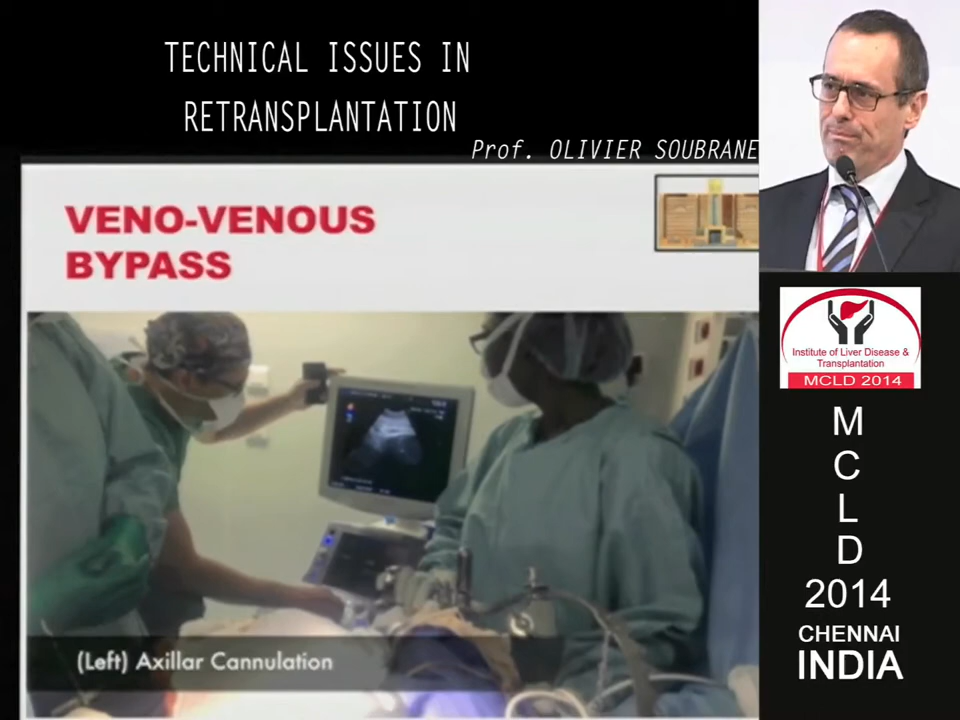 TECHNICAL ISSUES IN
RETRANSPLANTATION
Prof. OLIVIER SOUBRANE
VENO-VENOUS
BYPASS
(Left) Axillar Cannulation
Institute of Liver Disease &
Transplantation
MCLD 2014
M
C
L
D
2014
CHENNAI
INDIA